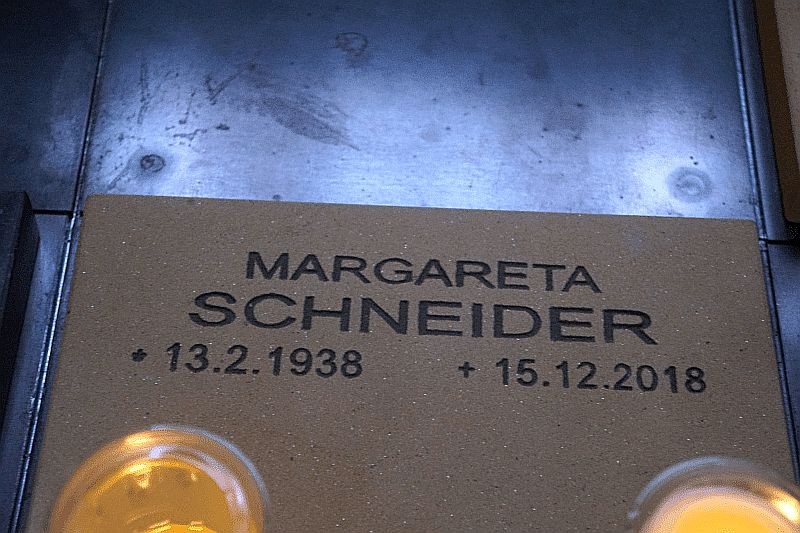 MARGARETA
SCHNEIDER
* 13.2.1938 + 15.12.2018